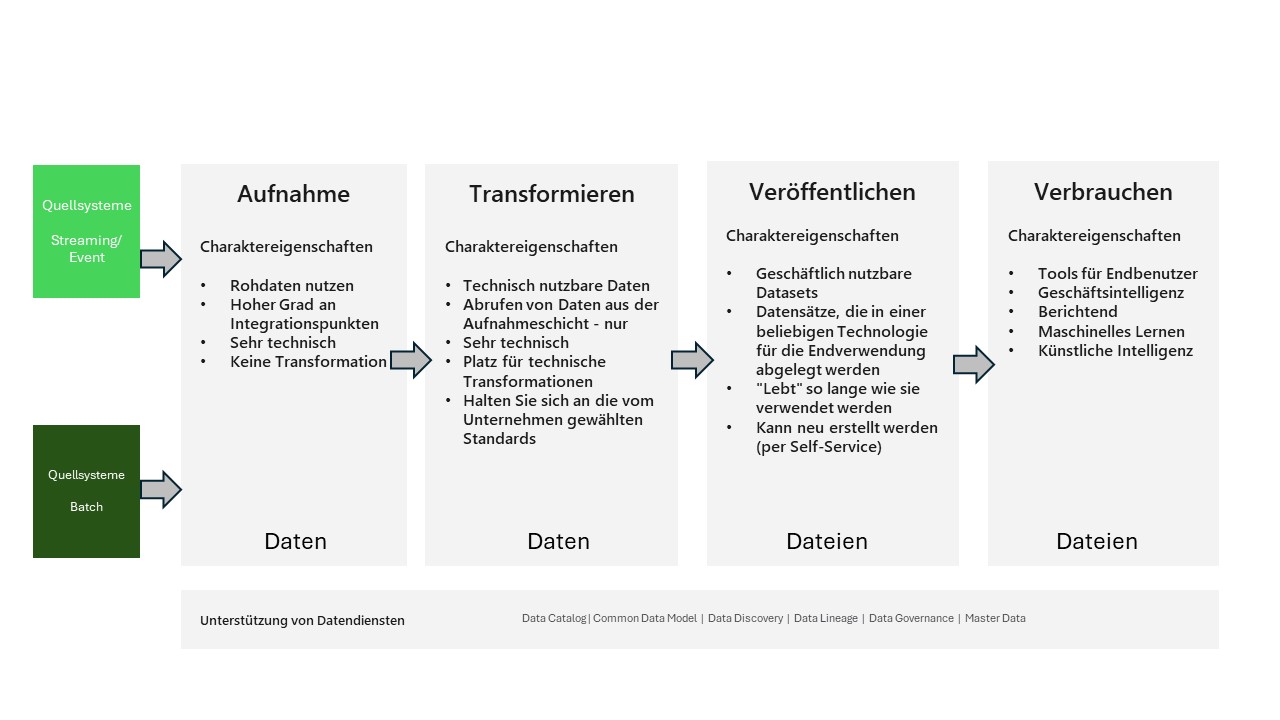 Quellsysteme
Streaming/
Event
Quellsysteme
Batch
Aufnahme
Charaktereigenschaften
• Rohdaten nutzen
• Hoher Grad an
Integrationspunkten
• Sehr technisch
• Keine Transformation
Daten
Transformieren
Charaktereigenschaften
• Technisch nutzbare Daten
• Abrufen von Daten aus der
Aufnahmeschicht - nur
• Sehr technisch
• Platz für technische
Transformationen
• Halten Sie sich an die vom
Unternehmen gewählten
Standards
Daten
Veröffentlichen
Charaktereigenschaften
• Geschäftlich nutzbare
Datasets
• Datensätze, die in einer
beliebigen Technologie
für die Endverwendung
abgelegt werden
• "Lebt" so lange wie sie
verwendet werden
• Kann neu erstellt werden
(per Self-Service)
Dateien
Verbrauchen
Charaktereigenschaften
• Tools für Endbenutzer
• Geschäftsintelligenz
• Berichtend
• Maschinelles Lernen
• Künstliche Intelligenz
Dateien
Unterstützung von Datendiensten
Data Catalog | Common Data Model | Data Discovery | Data Lineage | Data Governance | Master Data